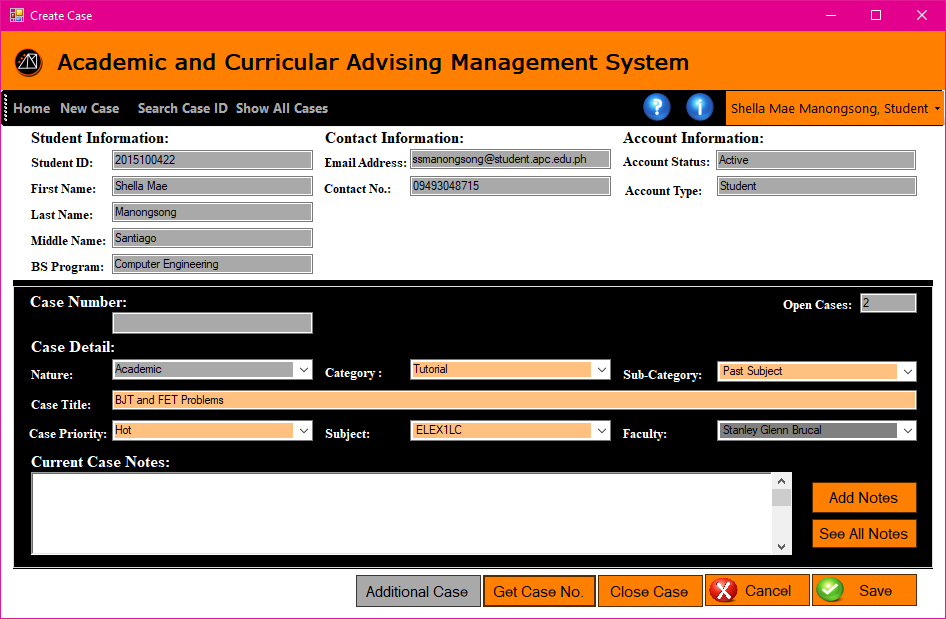 Create Case
Academic and Curricular Advising Management System
Home New Case Search Case ID Show All Cases ? i Shella Mae Manongsong, Student
Student Information: Contact Information: Account Information:
Student ID: 2015100422 Email Address: ssmanongsong@student.apc.edu.ph Account Status: Active
First Name: Shella Mae Contact No.: 09493048715 Account Type: Student
Last Name: Manongsong
Middle Name: Santiago
BS Program: Computer Engineering
Case Number: Open Cases: 2
Case Detail:
Nature: Academic Category : Tutorial Sub-Category: Past Subject
Case Title: BJT and FET Problems
Case Priority: Hot Subject: ELEX1LC Faculty: Stanley Glenn Brucal
Current Case Notes:
Add Notes
See All Notes
Additional Case Get Case No. Close Case Cancel Save